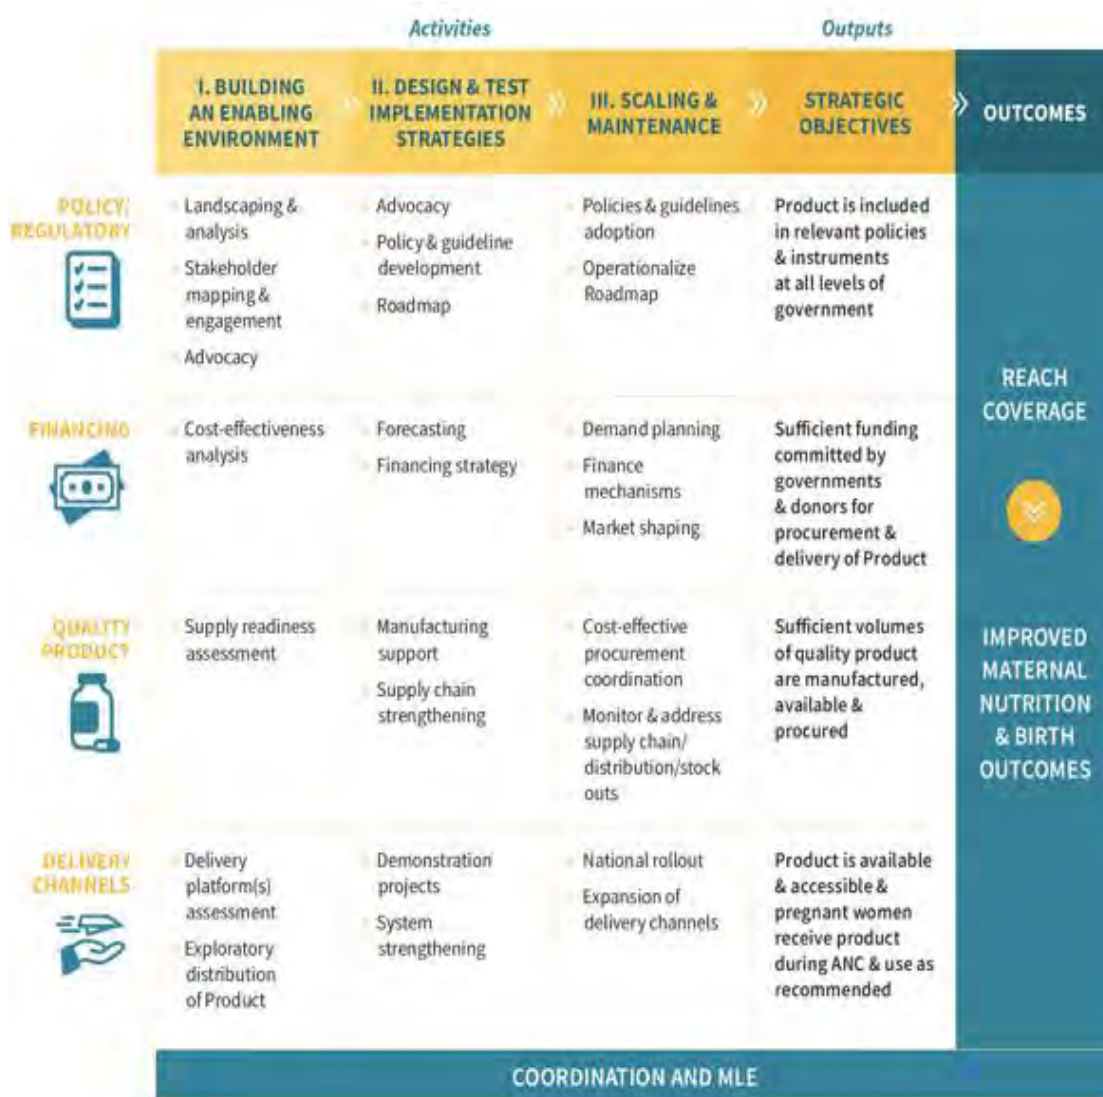 Activities
Outputs
I. BUILDING
AN ENABLING
ENVIRONMENT
II. DESIGN & TEST
IMPLEMENTATION
STRATEGIES
III. SCALING &
MAINTENANCE
STRATEGIC
OBJECTIVES
OUTCOMES
POLICY/
REGULATORY
Landscaping &
analysis
Stakeholder
mapping &
engagement
Advocacy
Advocacy
Policy & guideline
development
Roadmap
Policies & guidelines
adoption
Operationalize
Roadmap
Product is included
in relevant policies
& instruments
at all levels of
government
FINANCING
Cost-effectiveness
analysis
Forecasting
Financing strategy
Demand planning
Finance
mechanisms
Market shaping
Sufficient funding
committed by
governments
& donors for
procurement &
delivery of Product
QUALITY
PRODUCT
Supply readiness
assessment
Manufacturing
support
Supply chain
strengthening
Cost-effective
procurement
coordination
Monitor & address
supply chain/
distribution/stock
outs
Sufficient volumes
of quality product
are manufactured,
available &
procured
DELIVERY
CHANNELS
Delivery
platform(s)
assessment
Exploratory
distribution
of Product
Demonstration
projects
System
strengthening
National rollout
Expansion of
delivery channels
Product is available
& accessible &
pregnant women
receive product
during ANC & use as
recommended
REACH
COVERAGE
IMPROVED
MATERNAL
NUTRITION
& BIRTH
OUTCOMES
COORDINATION AND MLE